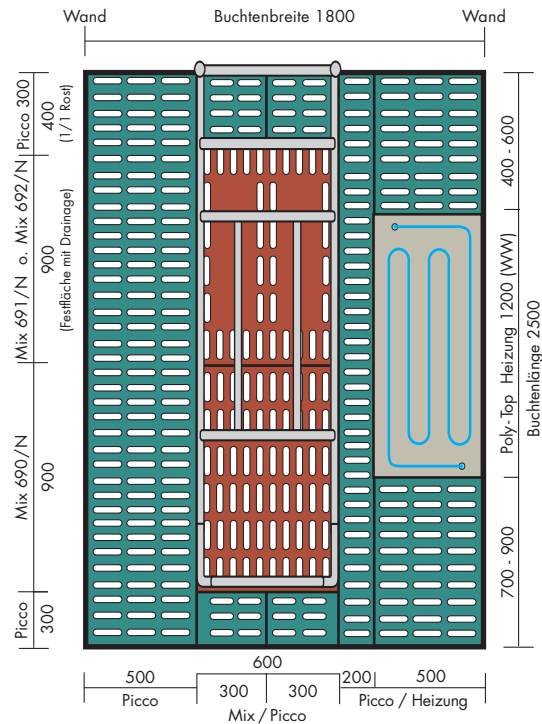 Wand
Buchtenbreite 1800
Wand
Picco 300
400
(1/1 Rost)
Mix 691/N o. Mix 692/N
900
(Festfläche mit Drainage)
Mix 690/N
900
Picco
300
400 - 600
Poly-Top Heizung 1200 (WW)
Buchtenlänge 2500
700 - 900
500
600
200
500
Picco
300
300
Picco / Heizung
Mix / Picco